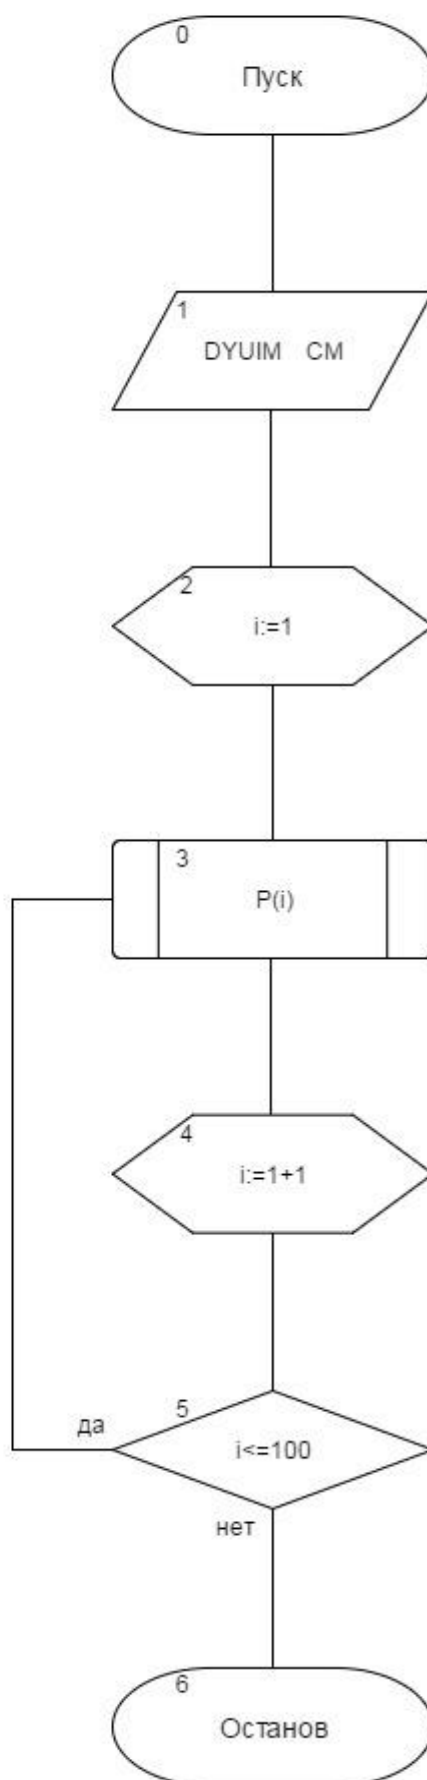 0
Пуск
1
DYUIM CM
2
i:=1
3
P(i)
4
i:=1+1
5
да
i<=100
нет
6
Останов